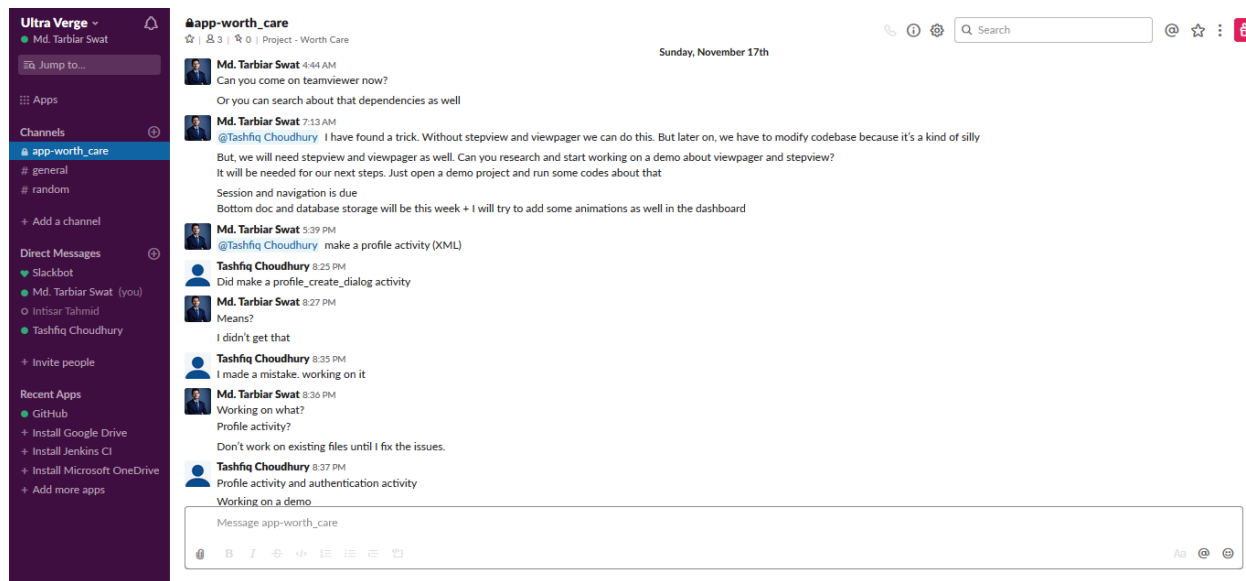 Ultra Verge
Md. Tarbiar Swat
Jump to...
Apps
Channels
app-worth_care
# general
# random
+ Add a channel
Direct Messages
Slackbot
Md. Tarbiar Swat (you)
Intisar Tahmid
Tashfiq Choudhury
+ Invite people
Recent Apps
GitHub
+ Install Google Drive
+ Install Jenkins CI
+ Install Microsoft OneDrive
+ Add more apps
app-worth_care
| 3 | 0 | Project - Worth Care
Search
@
Sunday, November 17th
Md. Tarbiar Swat 4:44 AM
Can you come on teamviewer now?
Or you can search about that dependencies as well
Md. Tarbiar Swat 7:13 AM
@Tashfiq Choudhury I have found a trick. Without stepview and viewpager we can do this. But later on, we have to modify codebase because it's a kind of silly
But, we will need stepview and viewpager as well. Can you research and start working on a demo about viewpager and stepview?
It will be needed for our next steps. Just open a demo project and run some codes about that
Session and navigation is due
Bottom doc and database storage will be this week + I will try to add some animations as well in the dashboard
Md. Tarbiar Swat 5:39 PM
@Tashfiq Choudhury make a profile activity (XML)
Tashfiq Choudhury 8:25 PM
Did make a profile_create_dialog activity
Md. Tarbiar Swat 8:27 PM
Means?
I didn't get that
Tashfiq Choudhury 8:35 PM
I made a mistake. working on it
Md. Tarbiar Swat 8:36 PM
Working on what?
Profile activity?
Don't work on existing files until I fix the issues.
Tashfiq Choudhury 8:37 PM
Profile activity and authentication activity
Working on a demo
Message app-worth_care
B I S </> Aa @